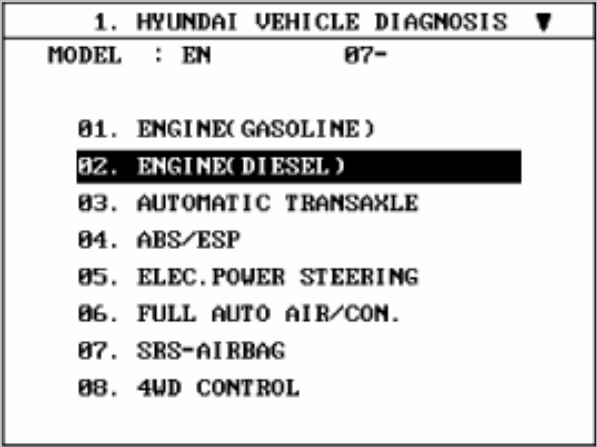 1. HYUNDAI VEHICLE DIAGNOSIS ▼
MODEL : EN 07-
01. ENGINE(GASOLINE)
02. ENGINE(DIESEL)
03. AUTOMATIC TRANSAXLE
04. ABS/ESP
05. ELEC.POWER STEERING
06. FULL AUTO AIR/CON.
07. SRS-AIRBAG
08. 4WD CONTROL